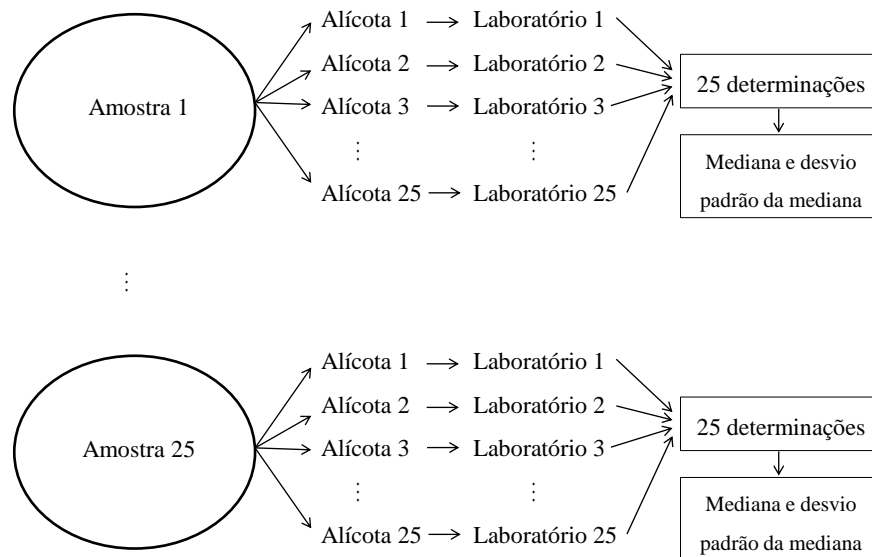 Amostra 1
Alícota 1
Laboratório 1
Alícota 2
Laboratório 2
Alícota 3
Laboratório 3
Alícota 25
Laboratório 25
25 determinações
Mediana e desvio
padrão da mediana
Amostra 25
Alícota 1
Laboratório 1
Alícota 2
Laboratório 2
Alícota 3
Laboratório 3
Alícota 25
Laboratório 25
25 determinações
Mediana e desvio
padrão da mediana